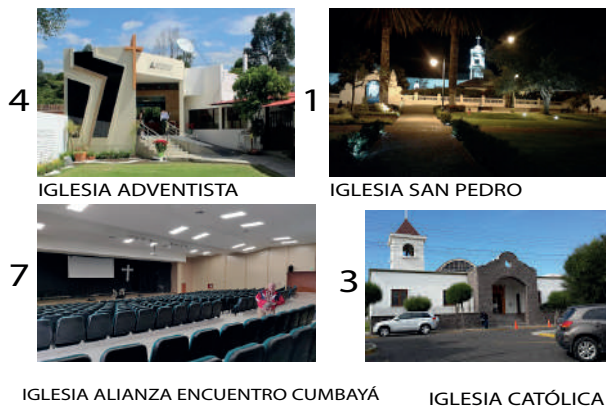 4
1
IGLESIA ADVENTISTA
IGLESIA SAN PEDRO
7
3
IGLESIA ALIANZA ENCUENTRO CUMBAYÁ
IGLESIA CATÓLICA